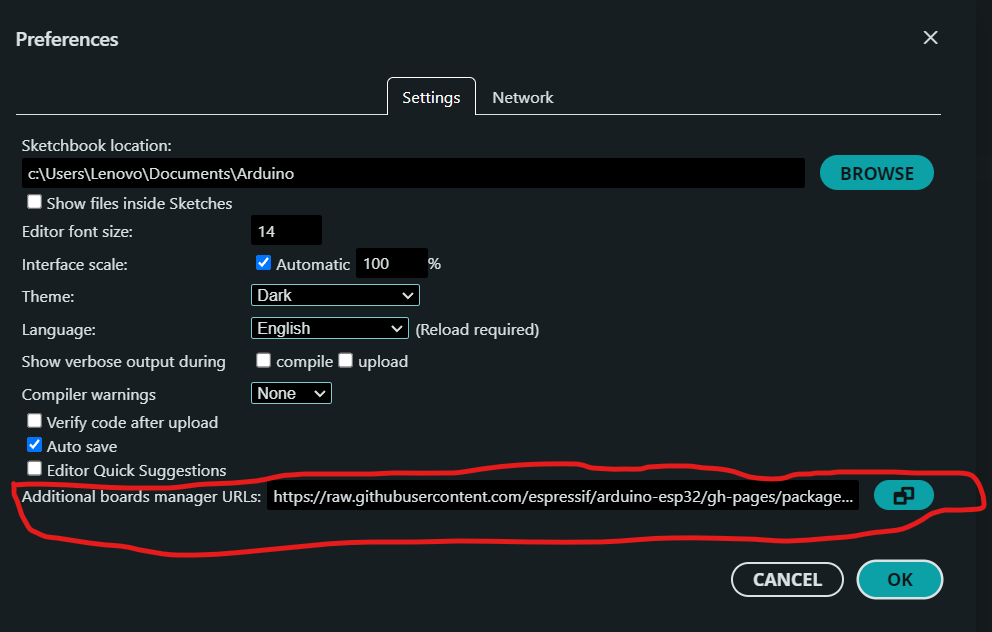 Preferences
Settings Network
Sketchbook location:
c:\Users\Lenovo\Documents\Arduino BROWSE
Show files inside Sketches
Editor font size: 14
Interface scale: Automatic 100 %
Theme: Dark
Language: English (Reload required)
Show verbose output during compile upload
Compiler warnings None
Verify code after upload
Auto save
Editor Quick Suggestions
Additional boards manager URLs: https://raw.githubusercontent.com/espressif/arduino-esp32/gh-pages/package...
CANCEL OK